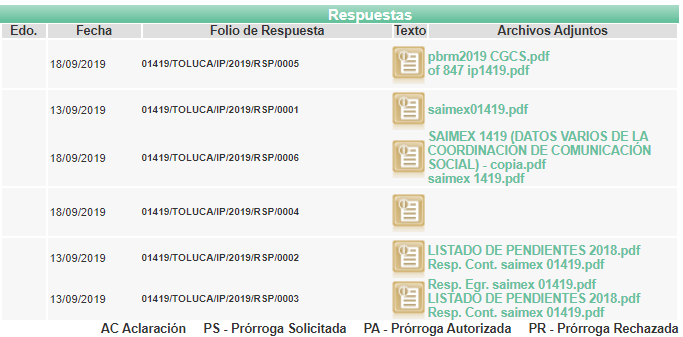 Respuestas
Edo. Fecha Folio de Respuesta Texto Archivos Adjuntos
18/09/2019 01419/TOLUCA/IP/2019/RSP/0005 pbrm2019 CGCS.pdf
of 847 ip1419.pdf
13/09/2019 01419/TOLUCA/IP/2019/RSP/0001 saimex01419.pdf
SAIMEX 1419 (DATOS VARIOS DE LA
18/09/2019 01419/TOLUCA/IP/2019/RSP/0006 COORDINACIÓN DE COMUNICACIÓN
SOCIAL) - copia.pdf
saimex 1419.pdf
18/09/2019 01419/TOLUCA/IP/2019/RSP/0004
13/09/2019 01419/TOLUCA/IP/2019/RSP/0002 LISTADO DE PENDIENTES 2018.pdf
Resp. Cont. saimex 01419.pdf
Resp. Egr. saimex 01419.pdf
13/09/2019 01419/TOLUCA/IP/2019/RSP/0003 LISTADO DE PENDIENTES 2018.pdf
Resp. Cont. saimex 01419.pdf
AC Aclaración PS - Prórroga Solicitada PA - Prórroga Autorizada PR - Prórroga Rechazada